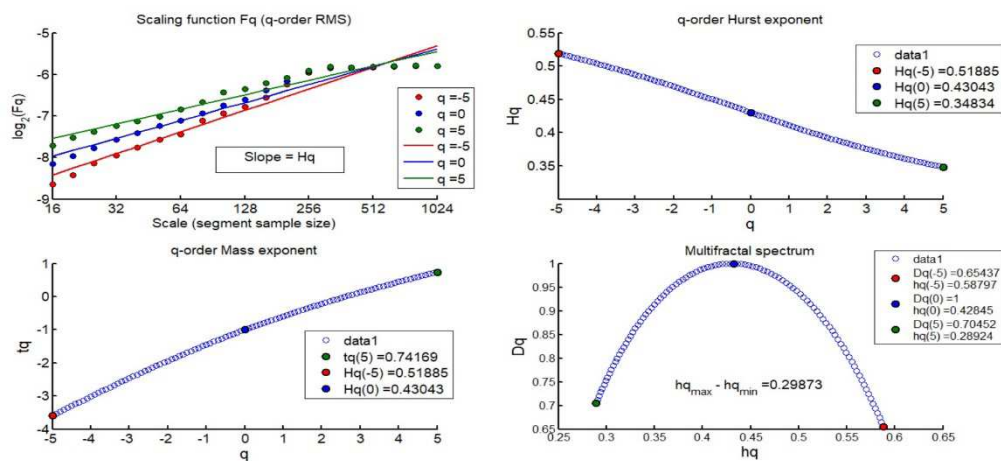 Scaling function Fq (q-order RMS)
-5
-6
-7
-8
-9
log2(Fq)
q = -5
q =0
q =5
q = -5
q =0
q = 5
Slope = Hq
16 32 64 128 256 512 1024
Scale (segment sample size)
q-order Hurst exponent
0.55
0.45
0.35
Hq
data1
Hq(-5) =0.51885
Hq(0) =0.43043
Hq(5) =0.34834
-5 -4 -3 -2 -1 0 1 2 3 4 5
q
q-order Mass exponent
1
0
-1
-2
-3
-4
tq
data1
tq(5) =0.74169
Hq(-5) =0.51885
Hq(0) =0.43043
-5 -4 -3 -2 -1 0 1 2 3 4 5
q
Multifractal spectrum
1
0.95
0.9
0.85
0.8
0.75
0.7
0.65
Dq
data1
Dq(-5) =0.65437
hq(-5) =0.58797
Dq(0) =1
hq(0) =0.42845
Dq(5) =0.70452
hq(5) =0.28924
hqmax - hqmin =0.29873
0.25 0.3 0.35 0.4 0.45 0.5 0.55 0.6 0.65
hq